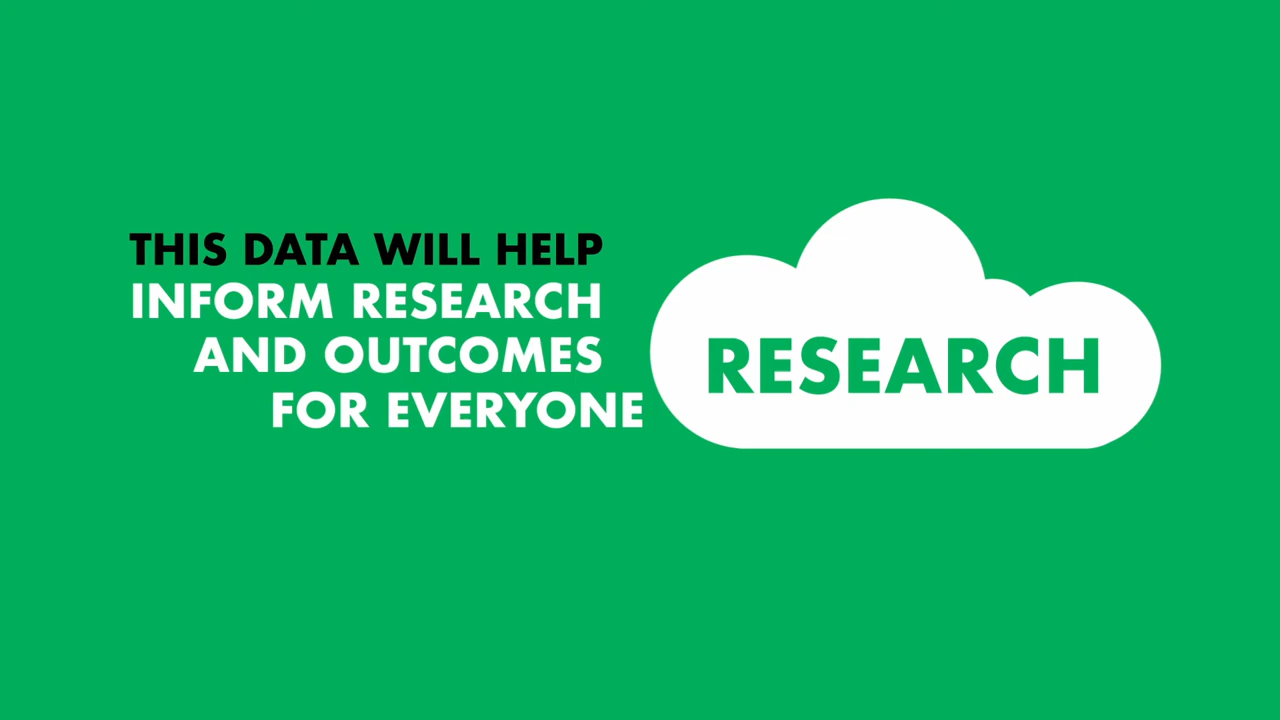 THIS DATA WILL HELP
INFORM RESEARCH
AND OUTCOMES
FOR EVERYONE
RESEARCH